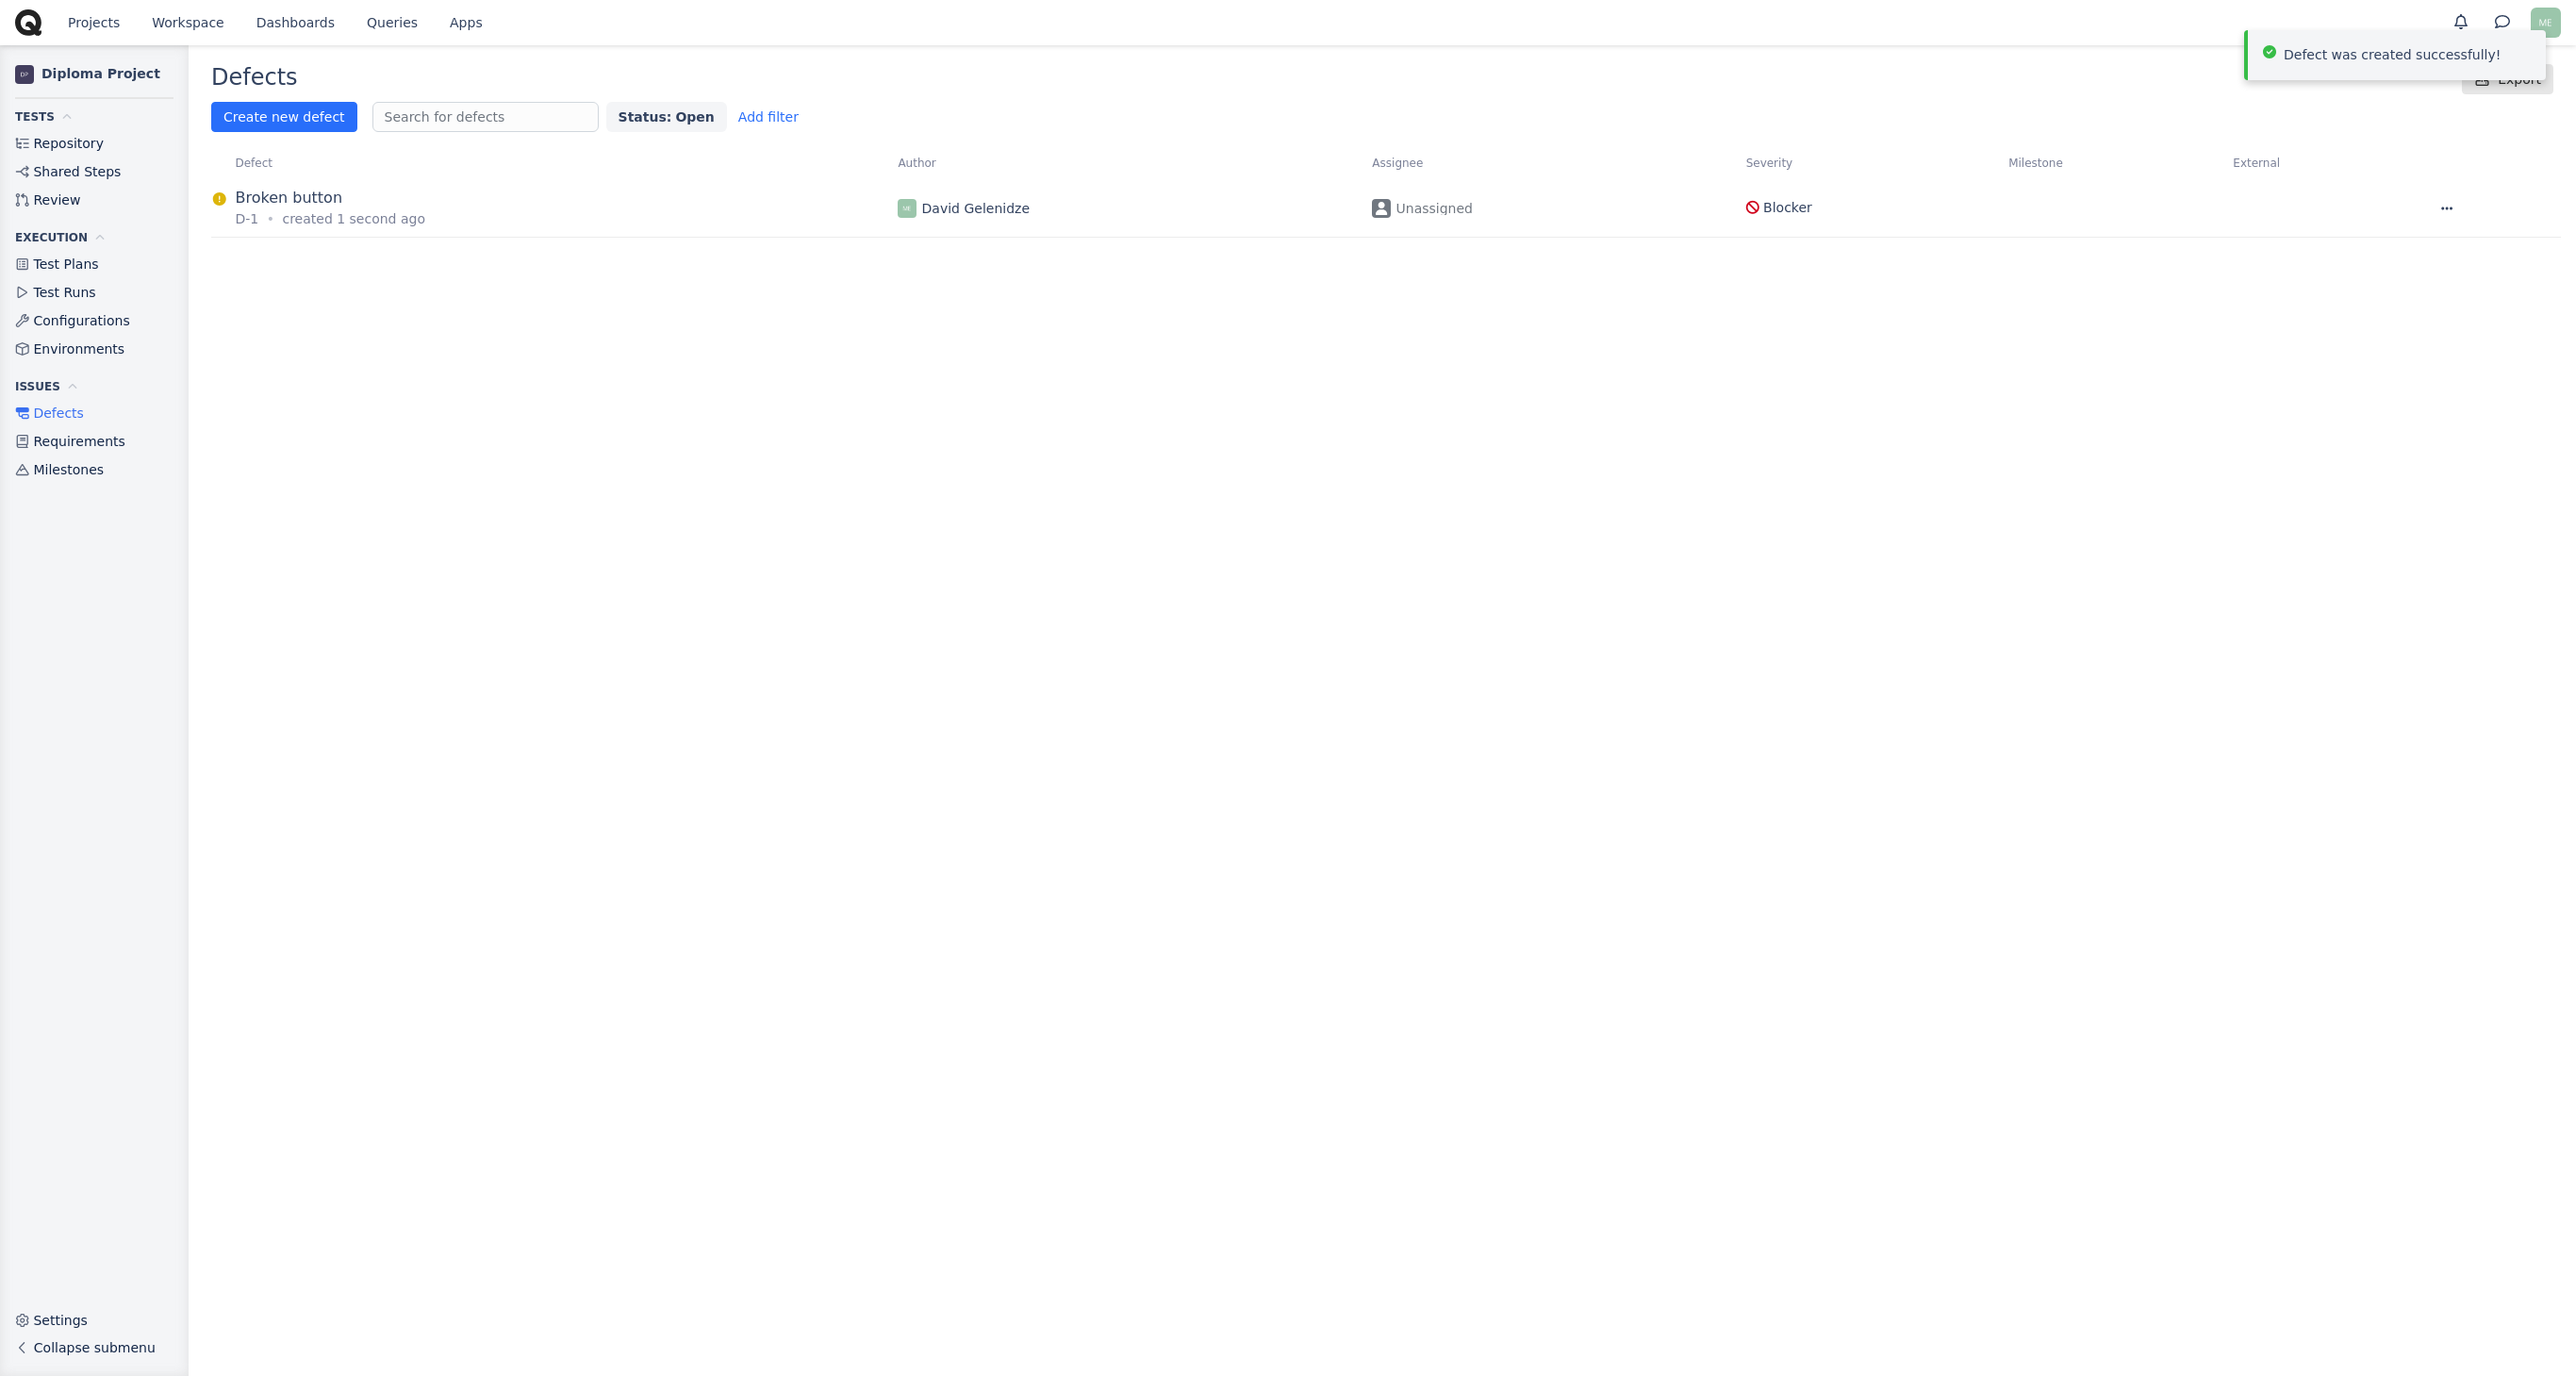 Projects Workspace Dashboards Queries Apps ME
Defect was created successfully!
DP Diploma Project
Defects
Export
TESTS
Repository
Shared Steps
Review
EXECUTION
Test Plans
Test Runs
Configurations
Environments
ISSUES
Defects
Requirements
Milestones
Settings
Collapse submenu
Create new defect Search for defects Status: Open Add filter
Defect Author Assignee Severity Milestone External
Broken button
D-1 • created 1 second ago
ME David Gelenidze Unassigned Blocker ...